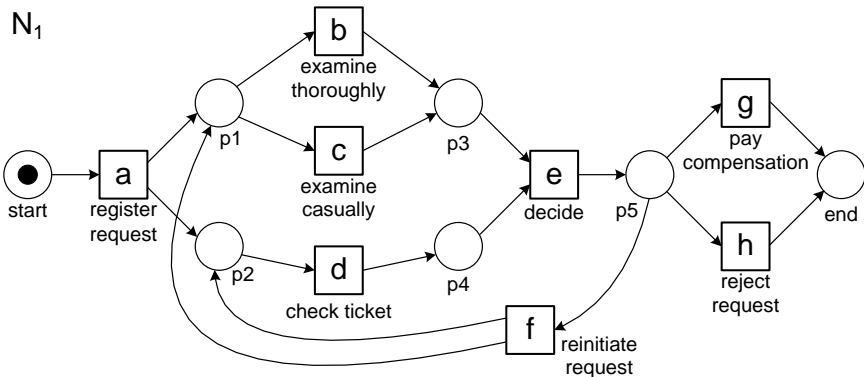 N1
b
examine
thoroughly
p1
p3
g
pay
compensation
start
a
register
request
c
examine
casually
e
decide
p5
end
p2
d
check ticket
p4
h
reject
request
f
reinitiate
request